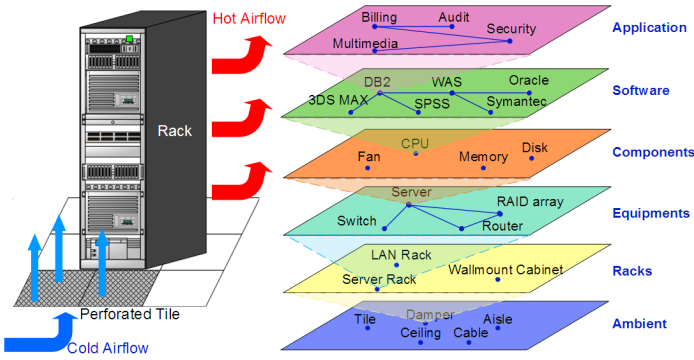 Hot Airflow
Rack
Perforated Tile
Cold Airflow
Billing
Audit
Security
Multimedia
Application
DB2
WAS
Oracle
3DS MAX
SPSS
Symantec
Software
CPU
Disk
Fan
Memory
Components
Server
RAID array
Switch
Router
Equipments
LAN Rack
Wallmount Cabinet
Server Rack
Racks
Damper
Tile
Aisle
Ceiling
Cable
Ambient